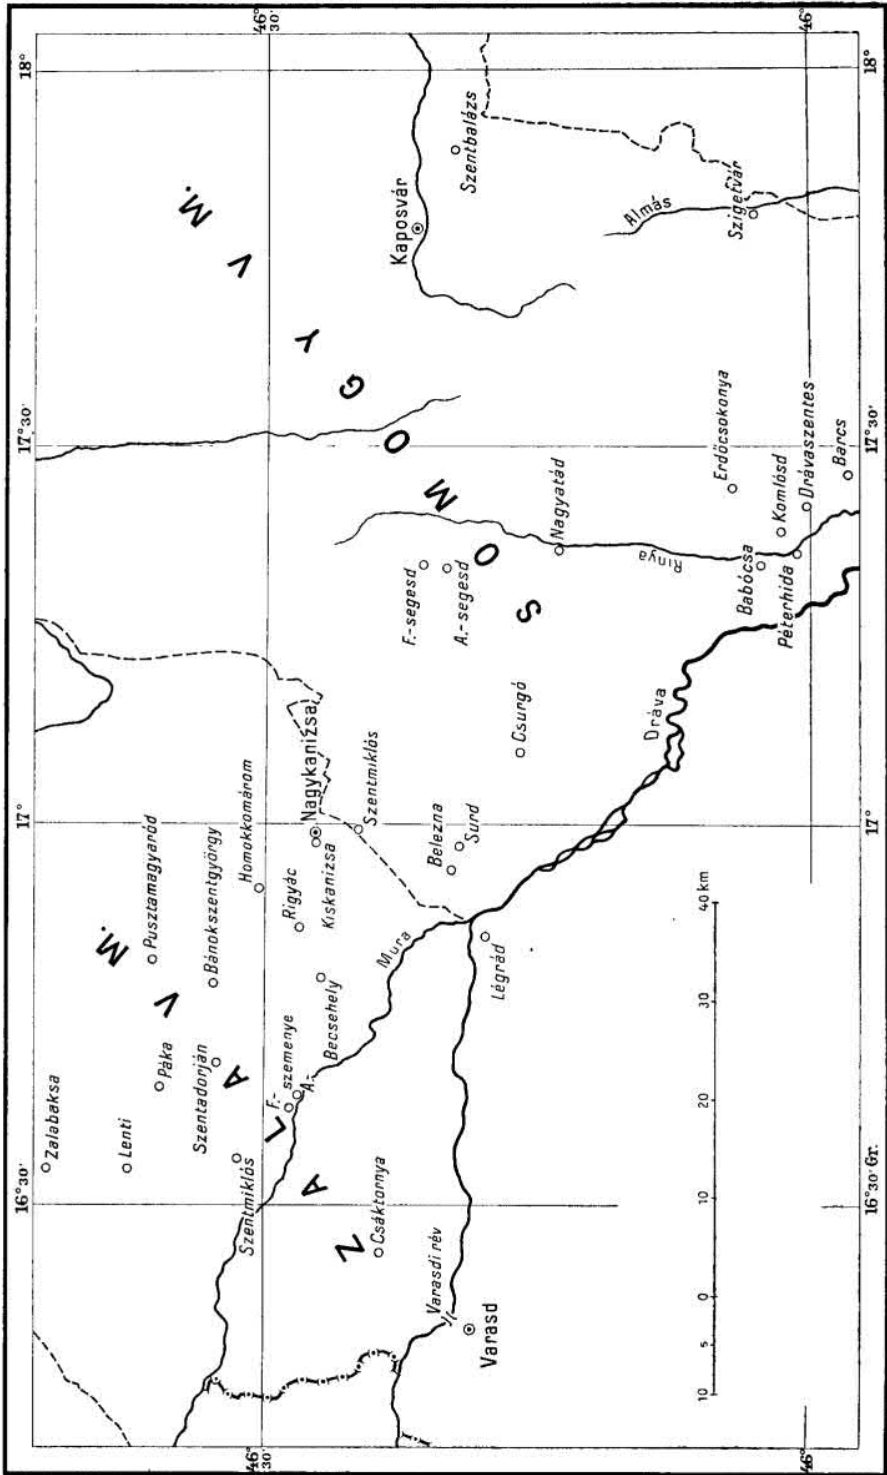 16°30'
17°
17°30'
18°
46°
30'
46°
30'
Zalabaksa
Lenti
Páka
Pusztamagyaród
Bánokszentgyörgy
Szentadorján
Homokkomárom
Szentmiklós
F.-
szemenye
A.-
Becsehely
Rigyác
Kiskanizsa
Nagykanizsa
Szentmiklós
Csáktornya
Varasdi rév
Varasd
Mura
Légrád
Belezna
Surd
Csurgó
F.-segesd
A.-segesd
Nagyatád
Rinya
Dráva
Babócsa
Péterhida
Erdőcsokonya
Komlósd
Drávaszentes
Barcs
Kaposvár
Szentbalázs
Almás
Szigetvár
ZALA V M.
SOMOGY V M.
10 5 0 10 20 30 40 km
46°
46°
16°30' Gr.
17°
17°30'
18°